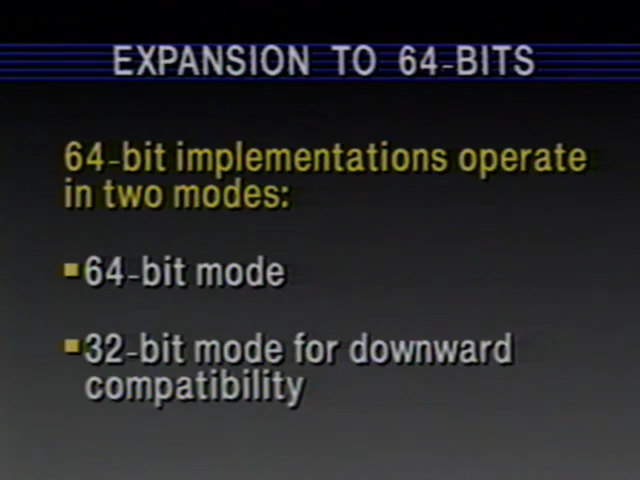 EXPANSION TO 64-BITS
64-bit implementations operate
in two modes:
64-bit mode
32-bit mode for downward
compatibility